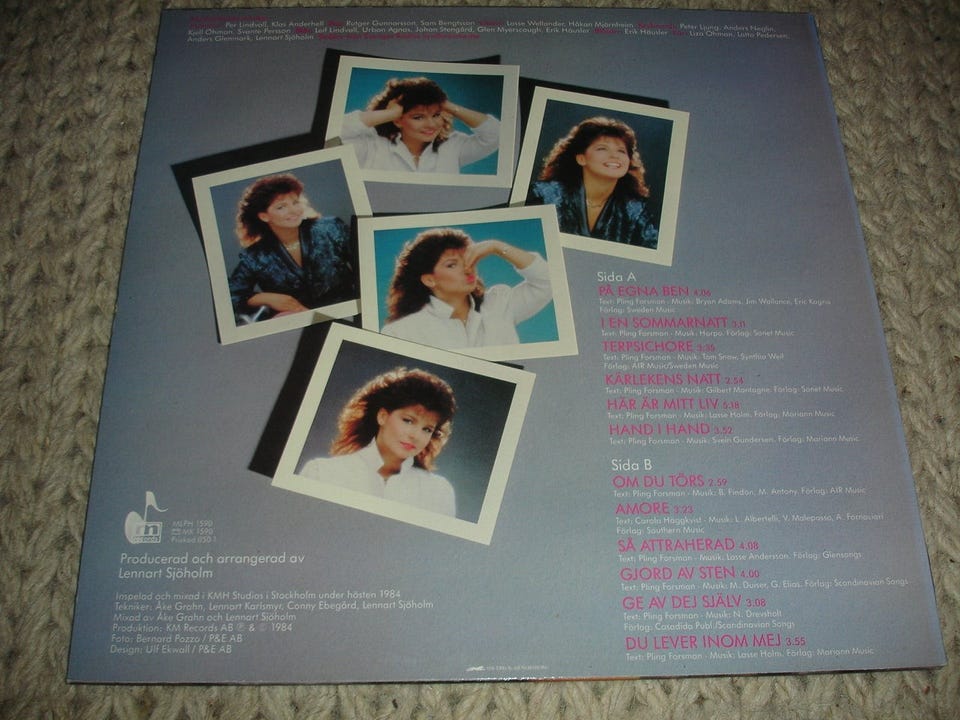 Per Lindvall, Klas Anderhell Rutger Gunnarsson, Sam Bengtsson Lasse Wellander, Håkan Mjörnheim, Peter Ljung, Anders Neglin,
Kjell Öhman, Svante Persson Leif Lindvall, Urban Agnas, Johan Stengård, Glen Myerscough, Erik Häusler Erik Häusler Liza Öhman, Lotta Pedersen,
Anders Glenmark, Lennart Sjöholm
Sida A
PÅ EGNA BEN 4.06
Text: Pling Forsman - Musik: Bryan Adams, Jim Wallance, Eric Kagna
Förlag: Sweden Music
I EN SOMMARNATT 3.11
Text: Pling Forsman - Musik: Harpo. Förlag: Sonet Music
TERPSICHORE 3:35
Text: Pling Forsman - Musik: Tom Snow, Synthia Weil
Förlag: AIR Music/Sweden Music
KÄRLEKENS NATT 2.54
Text: Pling Forsman - Musik: Gilbert Montagne. Förlag: Sonet Music
HÄR ÄR MITT LIV 5.18
Text: Pling Forsman - Musik: Lasse Holm. Förlag: Mariann Music
HAND I HAND 3.52
Text: Pling Forsman - Musik: Svein Gundersen. Förlag: Mariann Music
Sida B
OM DU TÖRS 2.59
Text: Pling Forsman - Musik: B. Findon, M. Antony. Förlag: AIR Music
AMORE 3.23
Text: Carola Häggkvist - Musik: L. Albertelli, V. Malepasso, A. Fornaciari
Förlag: Southern Music
SÅ ATTRAHERAD 4.08
Text: Pling Forsman - Musik: Lasse Andersson. Förlag: Glensongs
GJORD AV STEN 4.00
Text: Pling Forsman - Musik: M. Duiser, G. Elias. Förlag: Scandinavian Songs
GE AV DEJ SJÄLV 3.08
Text: Pling Forsman - Musik: N. Drevsholt
Förlag: Casadida Publ./Scandinavian Songs
DU LEVER INOM MEJ 3.55
Text: Pling Forsman - Musik: Lasse Holm. Förlag: Mariann Music
m
records
MLPH 1590
MK 1590
Priskod 050 1
Producerad och arrangerad av
Lennart Sjöholm
Inspelad och mixad i KMH Studios i Stockholm under hösten 1984
Tekniker: Åke Grahn, Lennart Karlsmyr, Conny Ebegård, Lennart Sjöholm
Mixad av Åke Grahn och Lennart Sjöholm
Produktion: KM Records AB ℗ & © 1984
Foto: Bernard Pozzo / P&E AB
Design: Ulf Ekwall / P&E AB